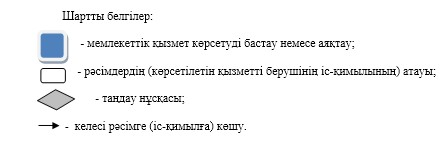 Шартты белгілер:
- мемлекеттік қызмет көрсетуді бастау немесе аяқтау;
- рәсімдердің (көрсетілетін қызметті берушінің іс-қимылының) атауы;
- таңдау нұсқасы;
- келесі рәсімге (іс-қимылға) көшу.